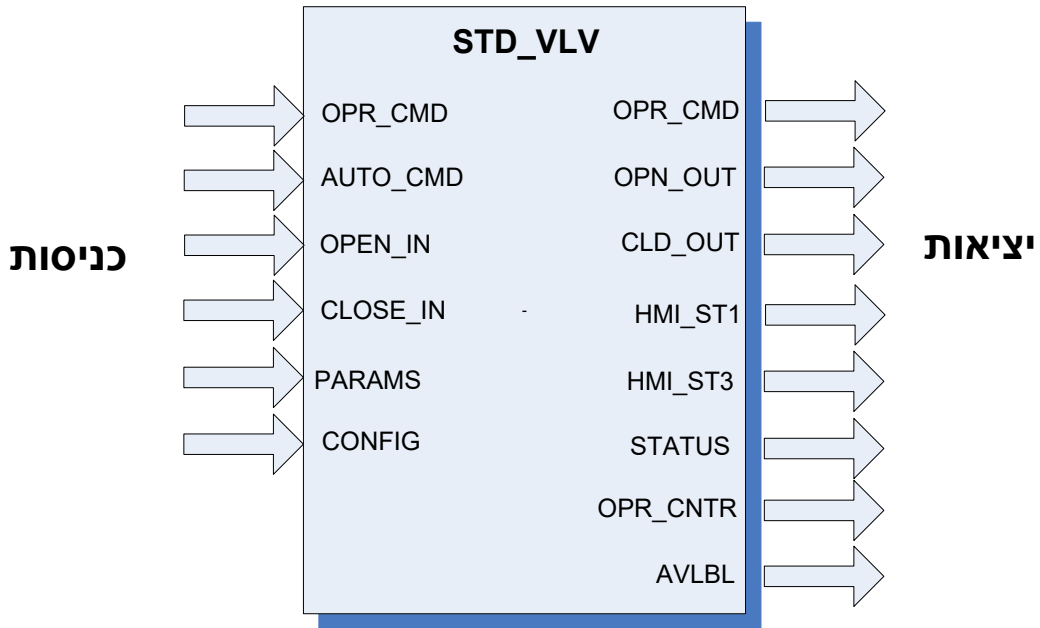 STD_VLV
OPR_CMD OPR_CMD
AUTO_CMD OPN_OUT
OPEN_IN CLD_OUT
כניסות יציאות
CLOSE_IN - HMI_ST1
PARAMS HMI_ST3
CONFIG STATUS
OPR_CNTR
AVLBL